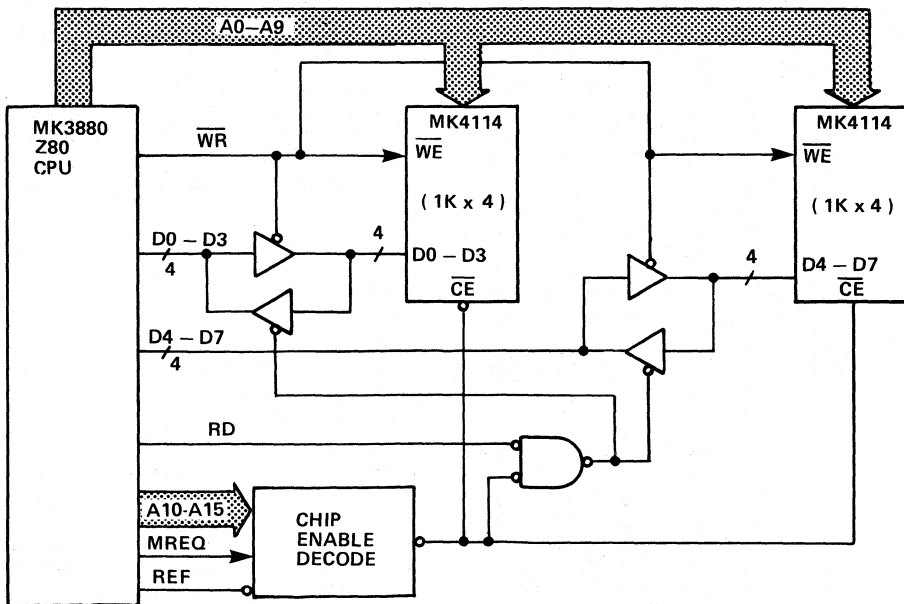 A0–A9
MK3880
Z80
CPU
WR
MK4114
WE
(1K x 4)
4
D0 – D3
CE
MK4114
WE
(1K x 4)
4
D4 – D7
CE
D0 – D3
4
D4 – D7
4
RD
A10-A15
MREQ
REF
CHIP
ENABLE
DECODE